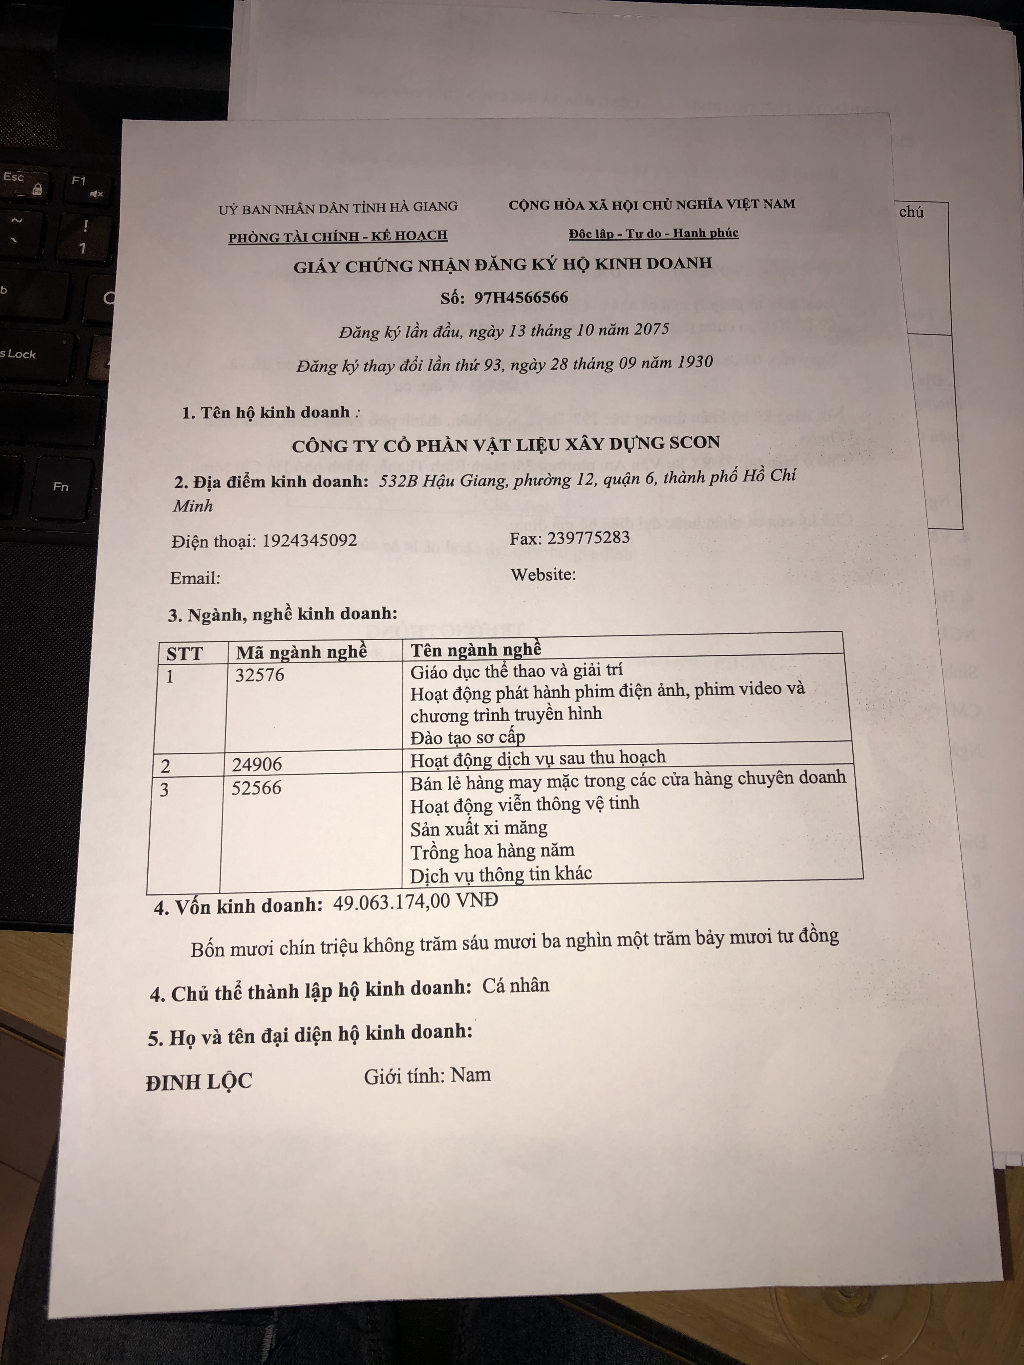 UỶ BAN NHÂN DÂN TỈNH HÀ GIANG
CỘNG HÒA XÃ HỘI CHỦ NGHĨA VIỆT NAM
PHÒNG TÀI CHÍNH - KẾ HOẠCH
Độc lập - Tự do - Hạnh phúc
GIẤY CHỨNG NHẬN ĐĂNG KÝ HỘ KINH DOANH
Số: 97H4566566
Đăng ký lần đầu, ngày 13 tháng 10 năm 2075
Đăng ký thay đổi lần thứ 93, ngày 28 tháng 09 năm 1930
1. Tên hộ kinh doanh :
CÔNG TY CỔ PHẦN VẬT LIỆU XÂY DỰNG SCON
2. Địa điểm kinh doanh: 532B Hậu Giang, phường 12, quận 6, thành phố Hồ Chí
Minh
Điện thoại: 1924345092
Fax: 239775283
Email:
Website:
3. Ngành, nghề kinh doanh:
STT Mã ngành nghề Tên ngành nghề
1 32576 Giáo dục thể thao và giải trí
Hoạt động phát hành phim điện ảnh, phim video và
chương trình truyền hình
Đào tạo sơ cấp
2 24906 Hoạt động dịch vụ sau thu hoạch
3 52566 Bán lẻ hàng may mặc trong các cửa hàng chuyên doanh
Hoạt động viễn thông vệ tinh
Sản xuất xi măng
Trồng hoa hàng năm
Dịch vụ thông tin khác
4. Vốn kinh doanh: 49.063.174,00 VNĐ
Bốn mươi chín triệu không trăm sáu mươi ba nghìn một trăm bảy mươi tư đồng
4. Chủ thể thành lập hộ kinh doanh: Cá nhân
5. Họ và tên đại diện hộ kinh doanh:
ĐINH LỘC
Giới tính: Nam
chú
Esc
F1
~
`
!
1
Lock
Fn